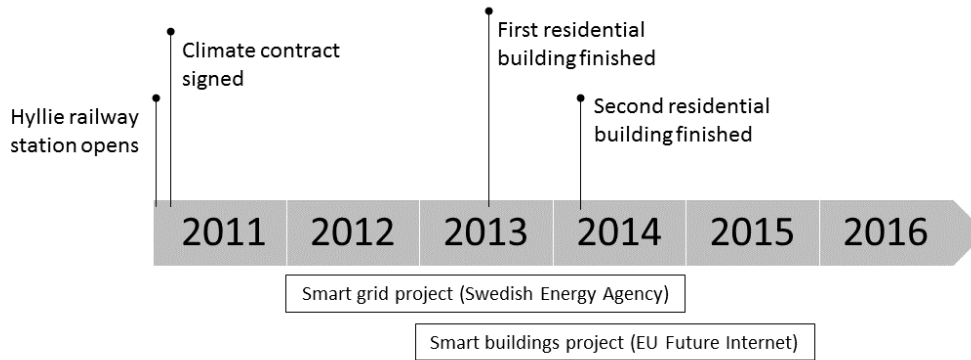 Climate contract
signed
First residential
building finished
Hyllie railway
station opens
Second residential
building finished
2011 2012 2013 2014 2015 2016
Smart grid project (Swedish Energy Agency)
Smart buildings project (EU Future Internet)